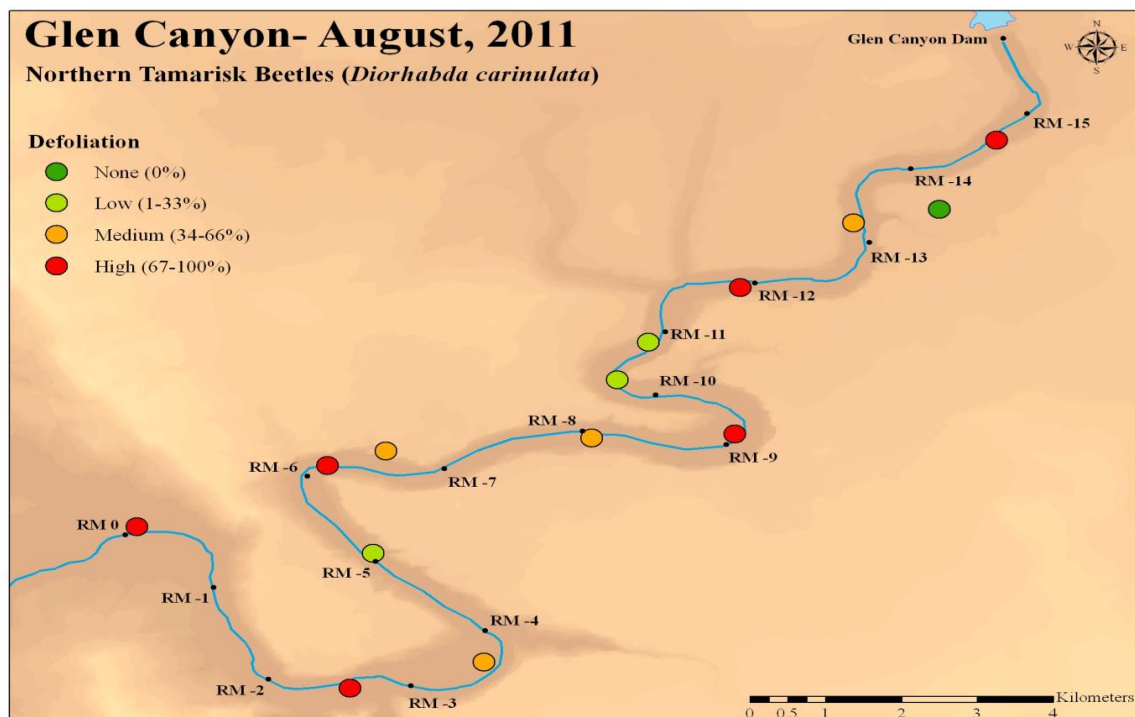 Glen Canyon- August, 2011
Northern Tamarisk Beetles (Diorhabda carinulata)
Glen Canyon Dam
N
W E
S
Defoliation
None (0%)
Low (1-33%)
Medium (34-66%)
High (67-100%)
RM -15
RM -14
RM -13
RM -12
RM -11
RM -10
RM -8
RM -9
RM -6
RM -7
RM 0
RM -5
RM -1
RM -4
RM -2
RM -3
Kilometers
0 0.5 1 2 3 4